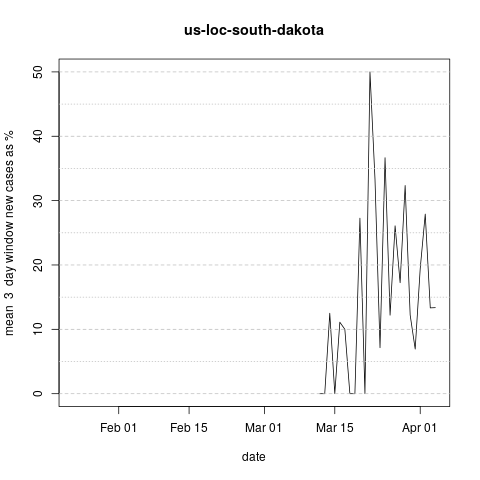 us-loc-south-dakota
mean  3  day window new cases as %
50
40
30
20
10
0
Feb 01 Feb 15 Mar 01 Mar 15 Apr 01
date